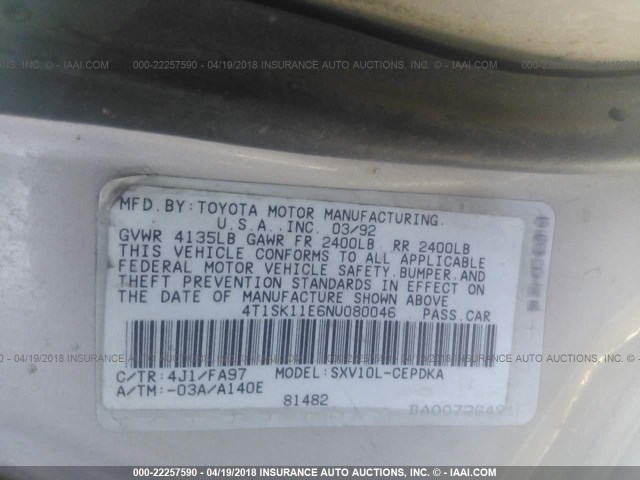 000-22257590 - 04/19/2018 INSURANCE AUTO AUCTIONS, INC. - © IAAI.COM
MFD.BY:TOYOTA MOTOR MANUFACTURING,
U.S.A.,INC. 03/92
GVWR 4135LB GAWR FR 2400LB RR 2400LB
THIS VEHICLE CONFORMS TO ALL APPLICABLE
FEDERAL MOTOR VEHICLE SAFETY,BUMPER,AND
THEFT PREVENTION STANDARDS IN EFFECT ON
THE DATE OF MANUFACTURE SHOWN ABOVE
4T1SK11E6NU080046 PASS.CAR
C/TR:4J1/FA97 MODEL:SXV10L-CEPDKA
A/TM:-03A/A140E
81482
000-22257590 - 04/19/2018 INSURANCE AUTO AUCTIONS, INC. - © IAAI.COM